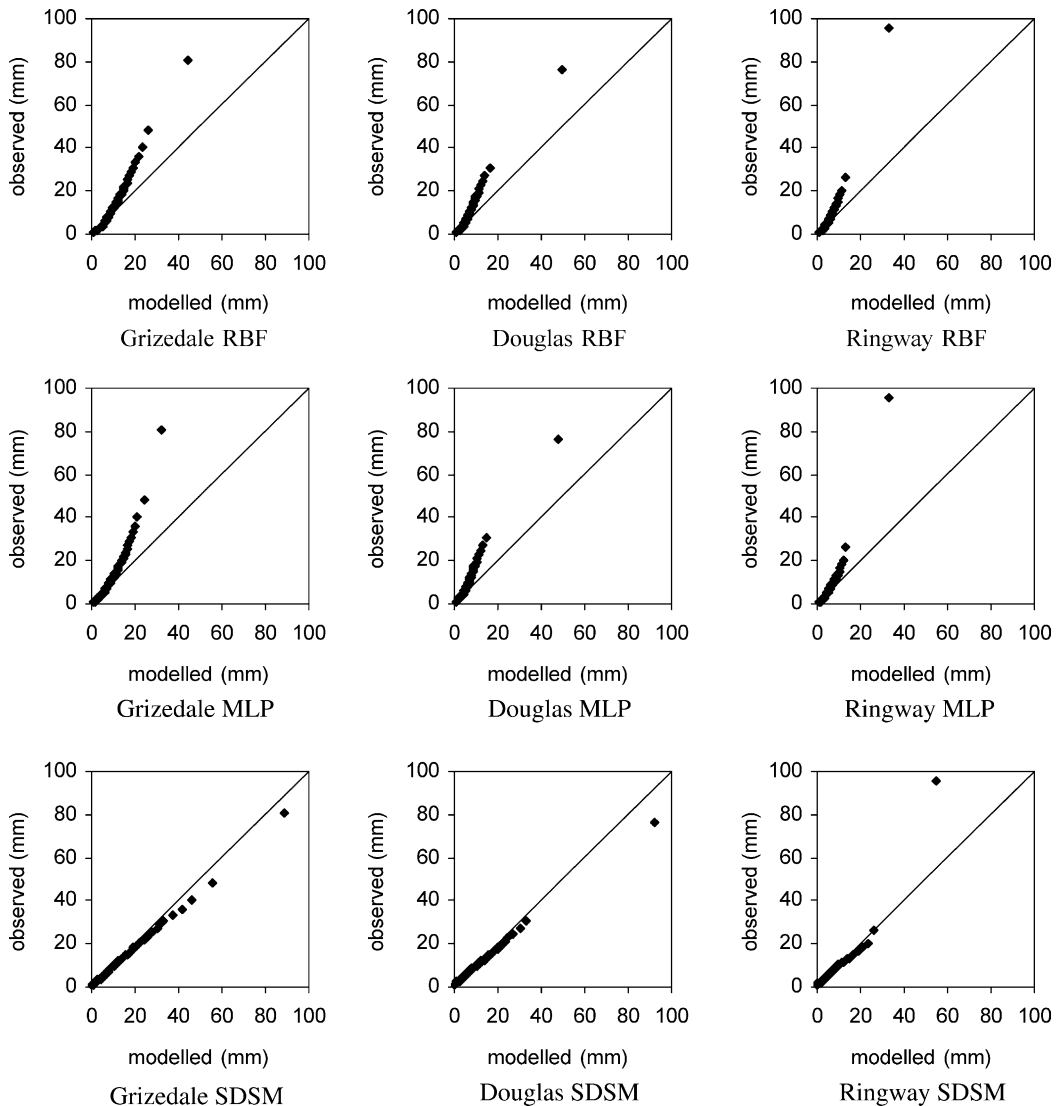 100 100 100
80 80 80
60 60 60
40 40 40
20 20 20
0 0 0
observed (mm) observed (mm) observed (mm)
0 20 40 60 80 100 0 20 40 60 80 100 0 20 40 60 80 100
modelled (mm) modelled (mm) modelled (mm)
Grizedale RBF Douglas RBF Ringway RBF
100 100 100
80 80 80
60 60 60
40 40 40
20 20 20
0 0 0
observed (mm) observed (mm) observed (mm)
0 20 40 60 80 100 0 20 40 60 80 100 0 20 40 60 80 100
modelled (mm) modelled (mm) modelled (mm)
Grizedale MLP Douglas MLP Ringway MLP
100 100 100
80 80 80
60 60 60
40 40 40
20 20 20
0 0 0
observed (mm) observed (mm) observed (mm)
0 20 40 60 80 100 0 20 40 60 80 100 0 20 40 60 80 100
modelled (mm) modelled (mm) modelled (mm)
Grizedale SDSM Douglas SDSM Ringway SDSM